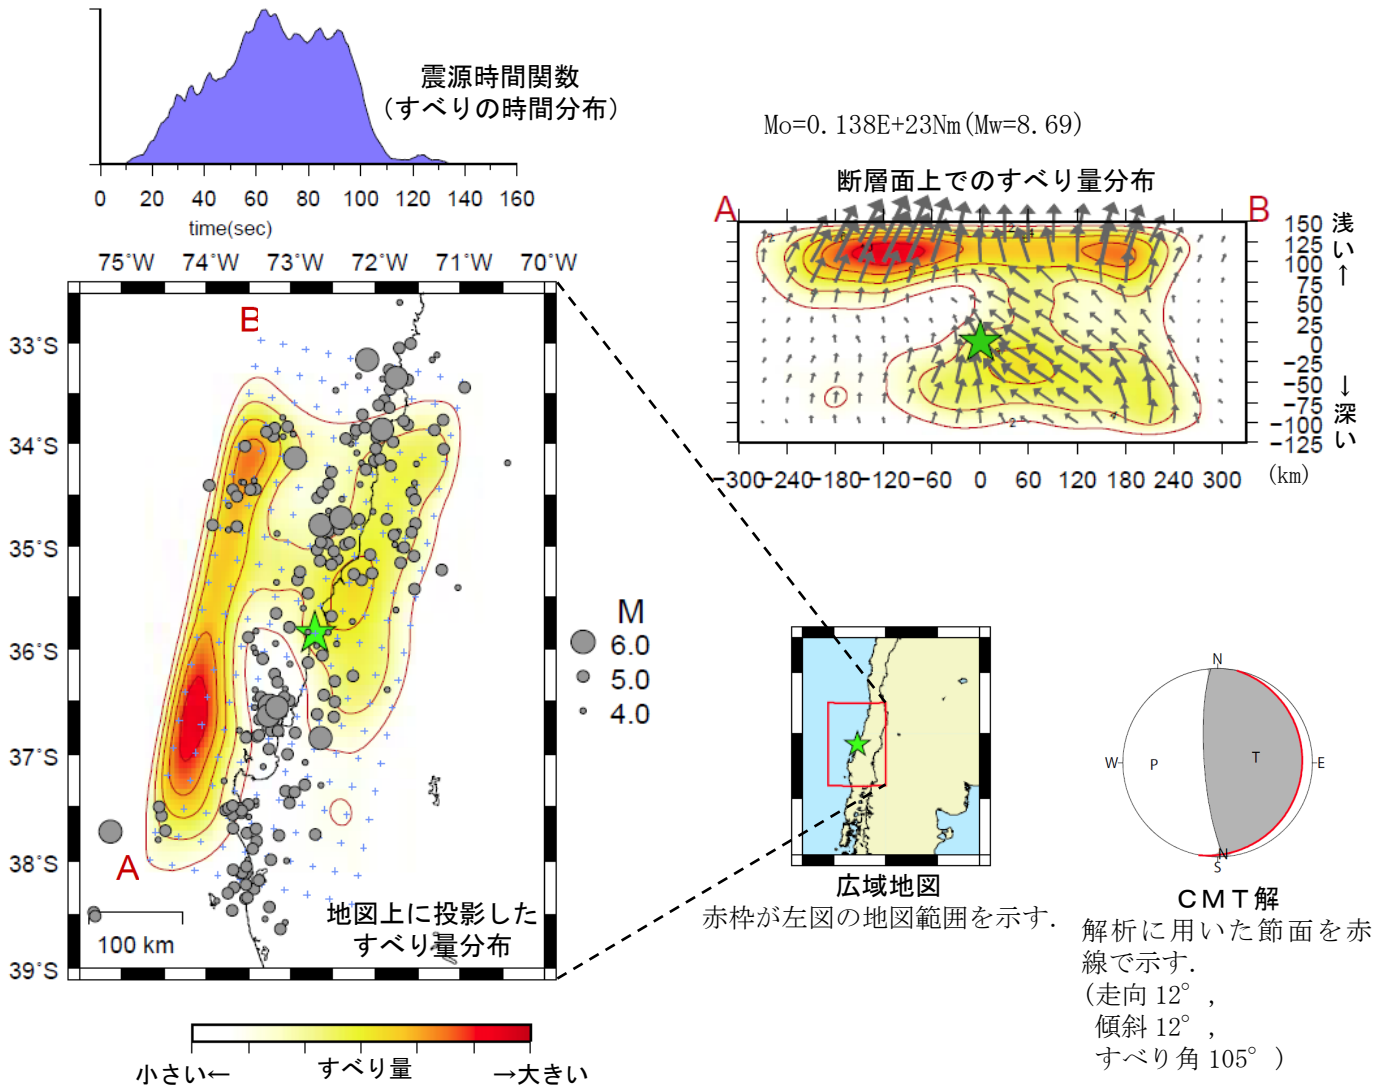 震源時間関数
(すべりの時間分布)
0 20 40 60 80 100 120 140 160
time(sec)
Mo=0.138E+23Nm(Mw=8.69)
断層面上でのすべり量分布
A B
150
125
100
75
50
25
0
-25
-50
-75
-100
-125
浅い↑
↓深い
-300 -240 -180 -120 -60 0 60 120 180 240 300 (km)
75°W 74°W 73°W 72°W 71°W 70°W
B
33°S
34°S
35°S
36°S
37°S
38°S
39°S
A
地図上に投影した
すべり量分布
100 km
M
6.0
5.0
4.0
小さい← すべり量 →大きい
広域地図
赤枠が左図の地図範囲を示す.
N
W P T E
N
S
CMT解
解析に用いた節面を赤
線で示す.
(走向12°,
傾斜12°,
すべり角105°)